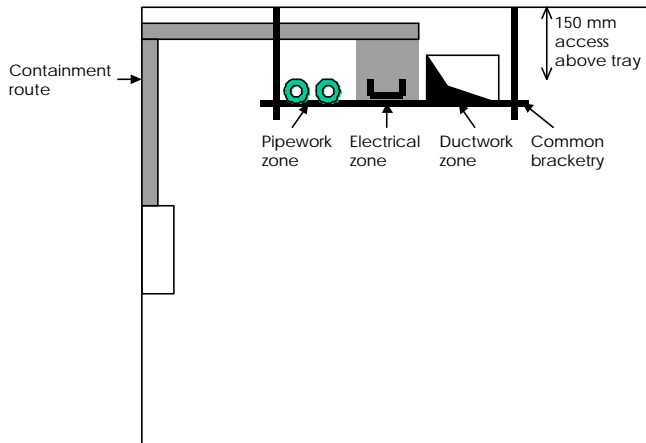 150 mm
access
above tray
Containment
route
Pipework
zone
Electrical
zone
Ductwork
zone
Common
bracketry